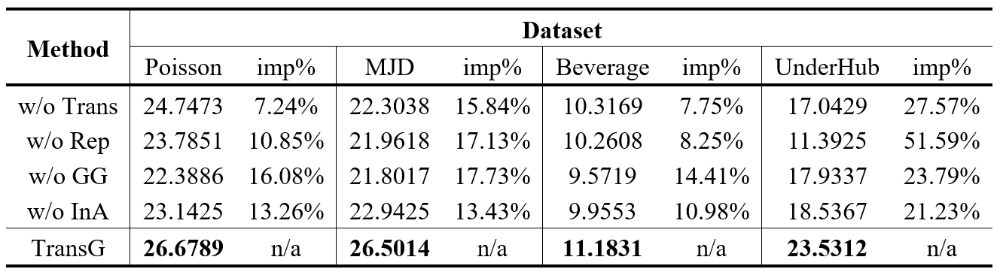 Method Dataset
Poisson imp% MJD imp% Beverage imp% UnderHub imp%
w/o Trans 24.7473 7.24% 22.3038 15.84% 10.3169 7.75% 17.0429 27.57%
w/o Rep 23.7851 10.85% 21.9618 17.13% 10.2608 8.25% 11.3925 51.59%
w/o GG 22.3886 16.08% 21.8017 17.73% 9.5719 14.41% 17.9337 23.79%
w/o InA 23.1425 13.26% 22.9425 13.43% 9.9553 10.98% 18.5367 21.23%
TransG 26.6789 n/a 26.5014 n/a 11.1831 n/a 23.5312 n/a